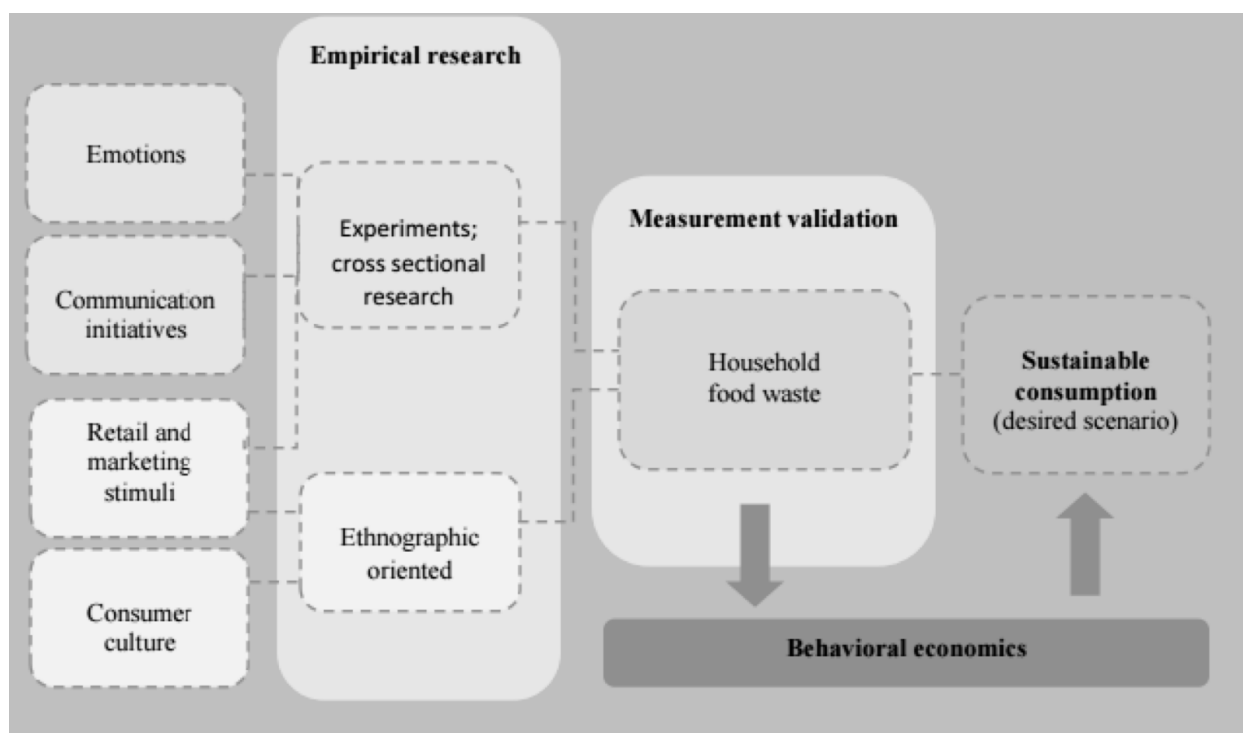 Empirical research
Emotions
Communication
initiatives
Retail and
marketing
stimuli
Consumer
culture
Experiments;
cross sectional
research
Ethnographic
oriented
Measurement validation
Household
food waste
Sustainable
consumption
(desired scenario)
Behavioral economics